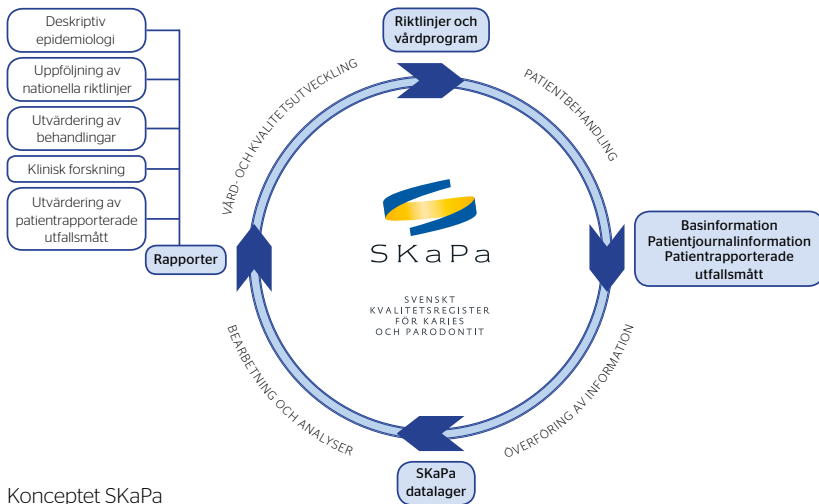 Deskriptiv
epidemiologi
Uppföljning av
nationella riktlinjer
Utvärdering av
behandlingar
Klinisk forskning
Utvärdering av
patientrapporterade
utfallsmått
Rapporter
Riktlinjer och
vårdprogram
VÅRD- OCH KVALITETSUTVECKLING
PATIENTBEHANDLING
Basinformation
Patientjournalinformation
Patientrapporterade
utfallsmått
SKaPa
SVENSKT
KVALITETSREGISTER
FÖR KARIES
OCH PARODONTIT
BEARBETNING OCH ANALYSER
ÖVERFÖRING AV INFORMATION
SKaPa
datalager
Konceptet SKaPa